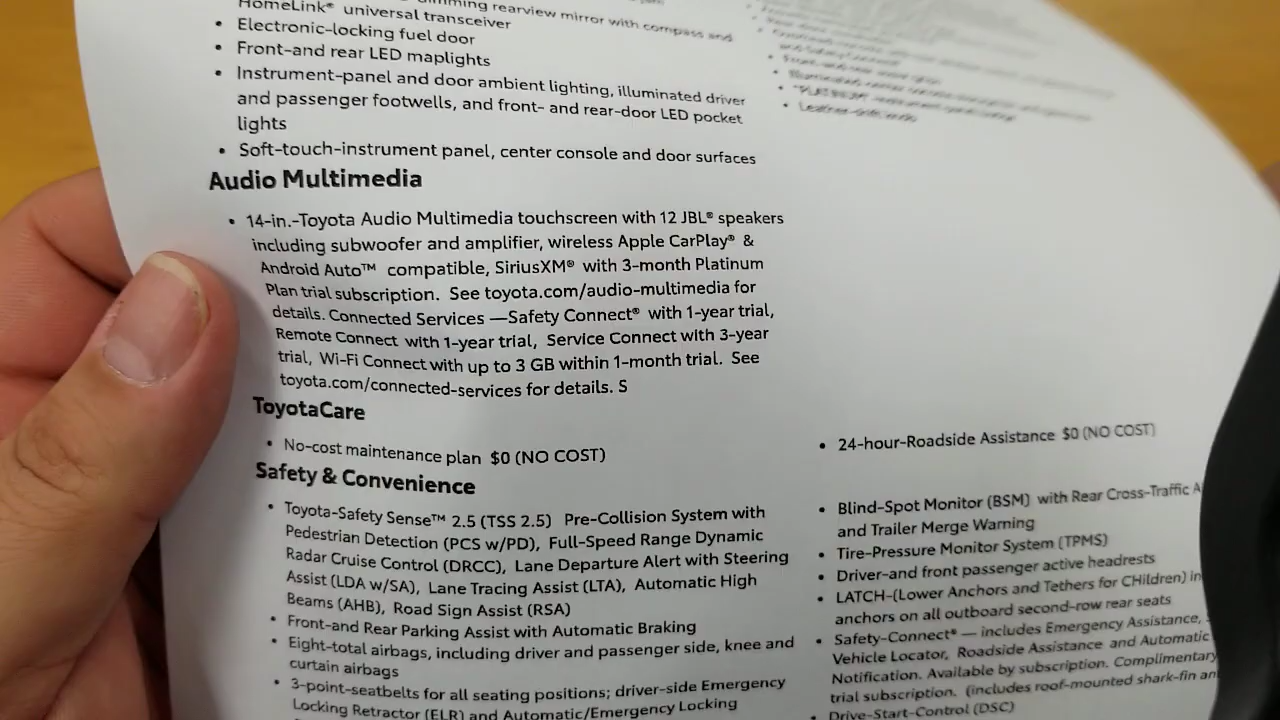 dimming rearview mirror with compass and
HomeLink® universal transceiver
• Electronic-locking fuel door
• Front-and rear LED maplights
• Instrument-panel and door ambient lighting, illuminated driver
and passenger footwells, and front- and rear-door LED pocket
lights
• Soft-touch-instrument panel, center console and door surfaces
Audio Multimedia
• 14-in.-Toyota Audio Multimedia touchscreen with 12 JBL® speakers
including subwoofer and amplifier, wireless Apple CarPlay® &
Android Auto™ compatible, SiriusXM® with 3-month Platinum
Plan trial subscription. See toyota.com/audio-multimedia for
details. Connected Services —Safety Connect® with 1-year trial,
Remote Connect with 1-year trial, Service Connect with 3-year
trial, Wi-Fi Connect with up to 3 GB within 1-month trial. See
toyota.com/connected-services for details. S
ToyotaCare
• No-cost maintenance plan $0 (NO COST)
• 24-hour-Roadside Assistance $0 (NO COST)
Safety & Convenience
• Toyota-Safety Sense™ 2.5 (TSS 2.5) Pre-Collision System with
Pedestrian Detection (PCS w/PD), Full-Speed Range Dynamic
Radar Cruise Control (DRCC), Lane Departure Alert with Steering
Assist (LDA w/SA), Lane Tracing Assist (LTA), Automatic High
Beams (AHB), Road Sign Assist (RSA)
• Front-and Rear Parking Assist with Automatic Braking
• Eight-total airbags, including driver and passenger side, knee and
curtain airbags
• 3-point-seatbelts for all seating positions; driver-side Emergency
Locking Retractor (ELR) and Automatic/Emergency Locking
• Blind-Spot Monitor (BSM) with Rear Cross-Traffic A
and Trailer Merge Warning
• Tire-Pressure Monitor System (TPMS)
• Driver-and front passenger active headrests
• LATCH-(Lower Anchors and Tethers for CHildren) in
anchors on all outboard second-row rear seats
• Safety-Connect® — includes Emergency Assistance,
Vehicle Locator, Roadside Assistance and Automatic
Notification. Available by subscription. Complimentary
trial subscription. (includes roof-mounted shark-fin an
• Drive-Start-Control (DSC)